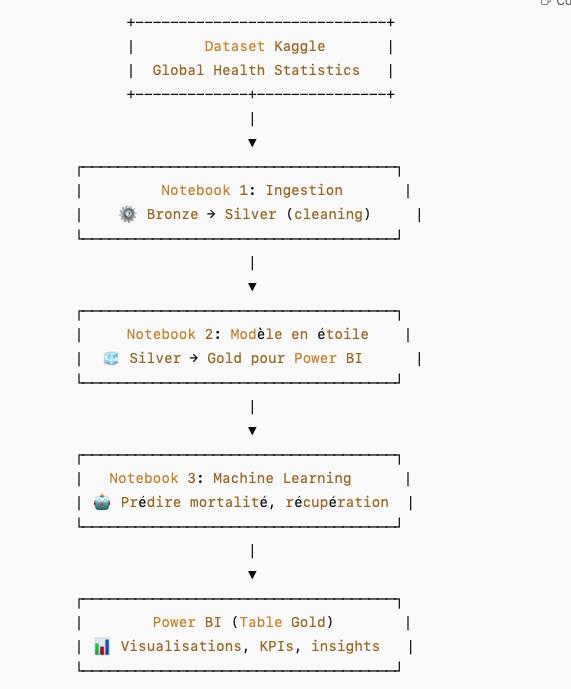 Dataset Kaggle
Global Health Statistics
Notebook 1: Ingestion
⚙️ Bronze → Silver (cleaning)
Notebook 2: Modèle en étoile
🧊 Silver → Gold pour Power BI
Notebook 3: Machine Learning
🤖 Prédire mortalité, récupération
Power BI (Table Gold)
📊 Visualisations, KPIs, insights